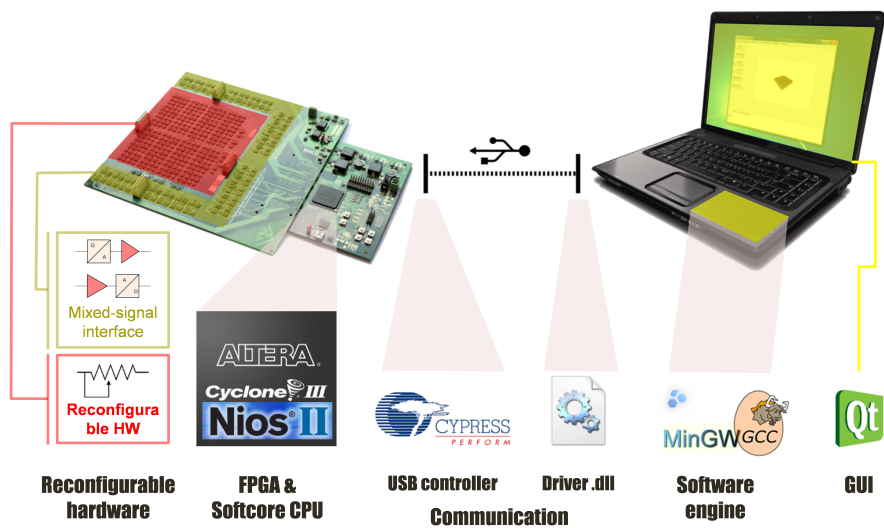 D
A
A
D
Mixed-signal
interface
Reconfigura
ble HW
ALTERA.
Cyclone III
Nios® II
CYPRESS
PERFORM
MinGW
GCC
Qt
Reconfigurable
hardware
FPGA &
Softcore CPU
USB controller
Driver .dll
Communication
Software
engine
GUI